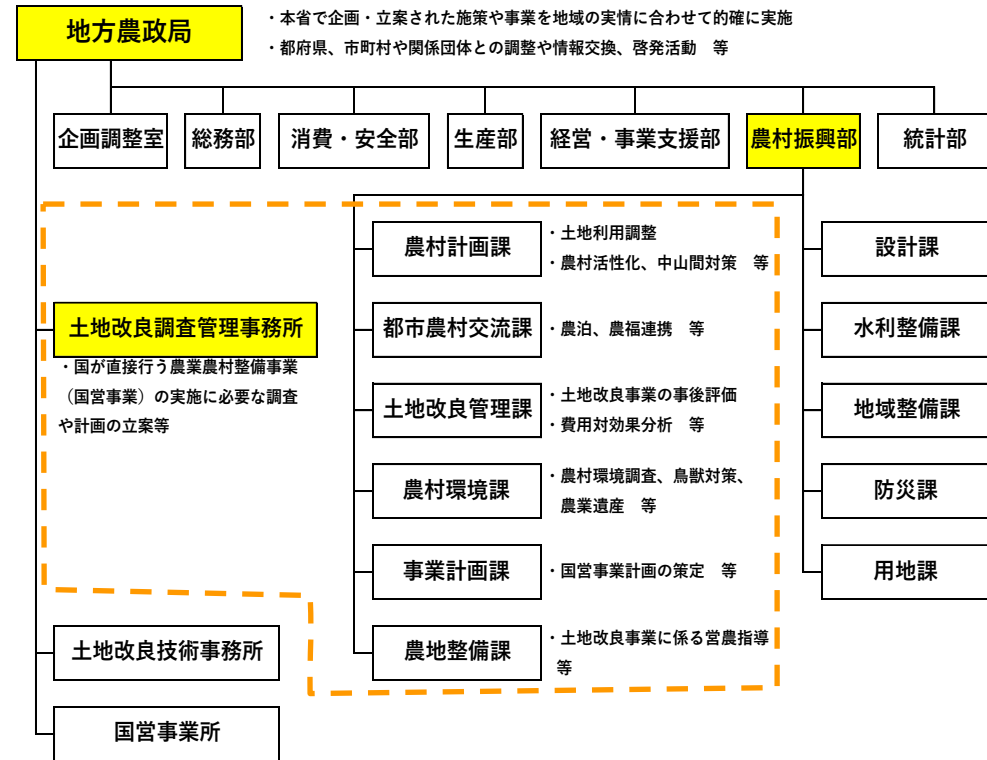 地方農政局
・本省で企画・立案された施策や事業を地域の実情に合わせて的確に実施
・都府県、市町村や関係団体との調整や情報交換、啓発活動　等
企画調整室
総務部
消費・安全部
生産部
経営・事業支援部
農村振興部
統計部
土地改良調査管理事務所
・国が直接行う農業農村整備事業
（国営事業）の実施に必要な調査
や計画の立案等
土地改良技術事務所
国営事業所
農村計画課
・土地利用調整
・農村活性化、中山間対策　等
都市農村交流課
・農泊、農福連携　等
土地改良管理課
・土地改良事業の事後評価
・費用対効果分析　等
農村環境課
・農村環境調査、鳥獣対策、
農業遺産　等
事業計画課
・国営事業計画の策定　等
農地整備課
・土地改良事業に係る営農指導
等
設計課
水利整備課
地域整備課
防災課
用地課